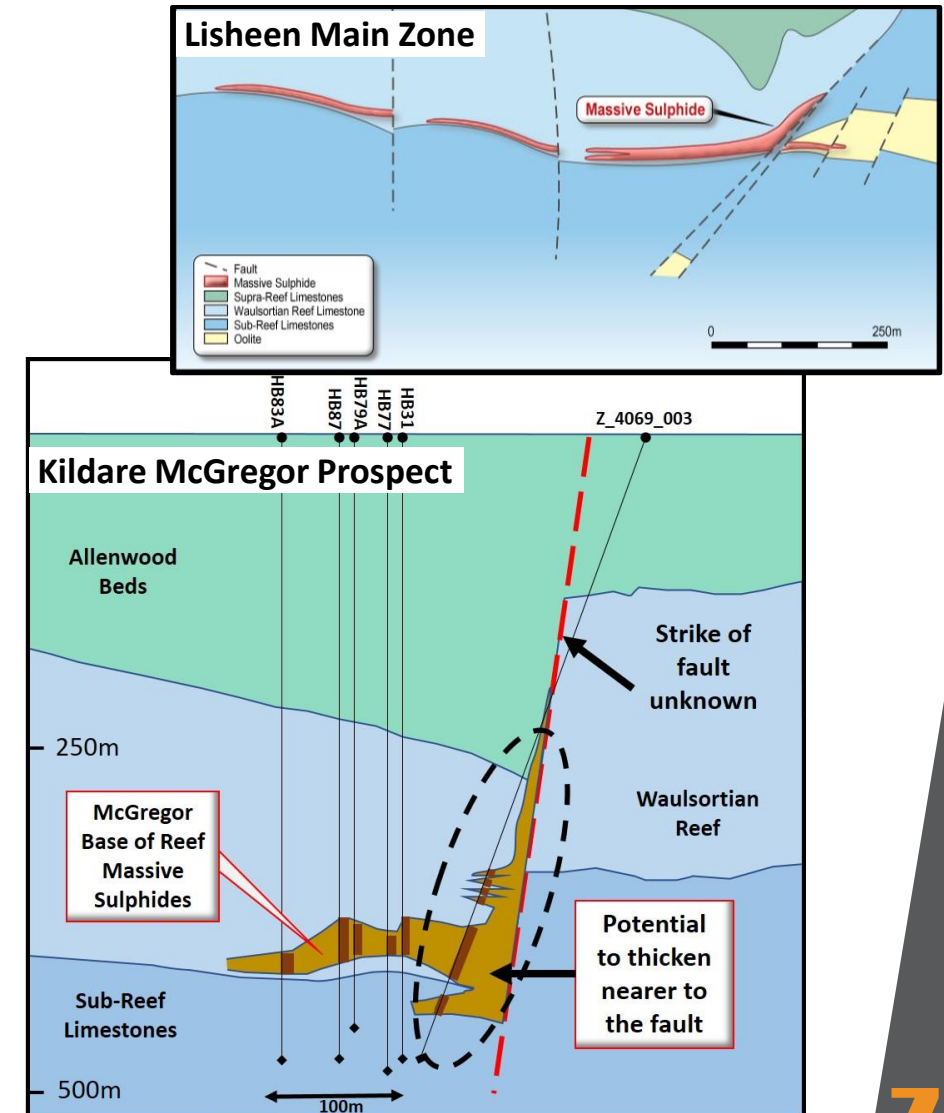 Lisheen Main Zone
Massive Sulphide
Fault
Massive Sulphide
Supra-Reef Limestones
Waulsortian Reef Limestone
Sub-Reef Limestones
Oolite
0
250m
HB83A
HB87
HB79A
HB77
HB31
Z_4069_003
Kildare McGregor Prospect
Allenwood
Beds
Strike of
fault
unknown
250m
Waulsortian
Reef
McGregor
Base of Reef
Massive
Sulphides
Potential
to thicken
nearer to
the fault
Sub-Reef
Limestones
500m
100m
7